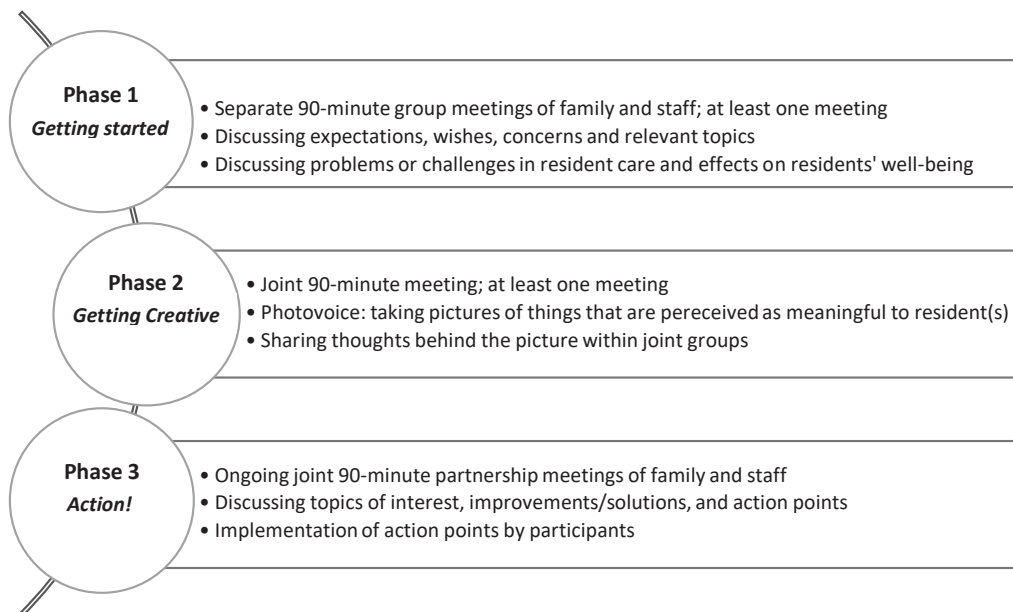 Phase 1
Getting started
• Separate 90-minute group meetings of family and staff; at least one meeting
• Discussing expectations, wishes, concerns and relevant topics
• Discussing problems or challenges in resident care and effects on residents' well-being
Phase 2
Getting Creative
• Joint 90-minute meeting; at least one meeting
• Photovoice: taking pictures of things that are pereceived as meaningful to resident(s)
• Sharing thoughts behind the picture within joint groups
Phase 3
Action!
• Ongoing joint 90-minute partnership meetings of family and staff
• Discussing topics of interest, improvements/solutions, and action points
• Implementation of action points by participants